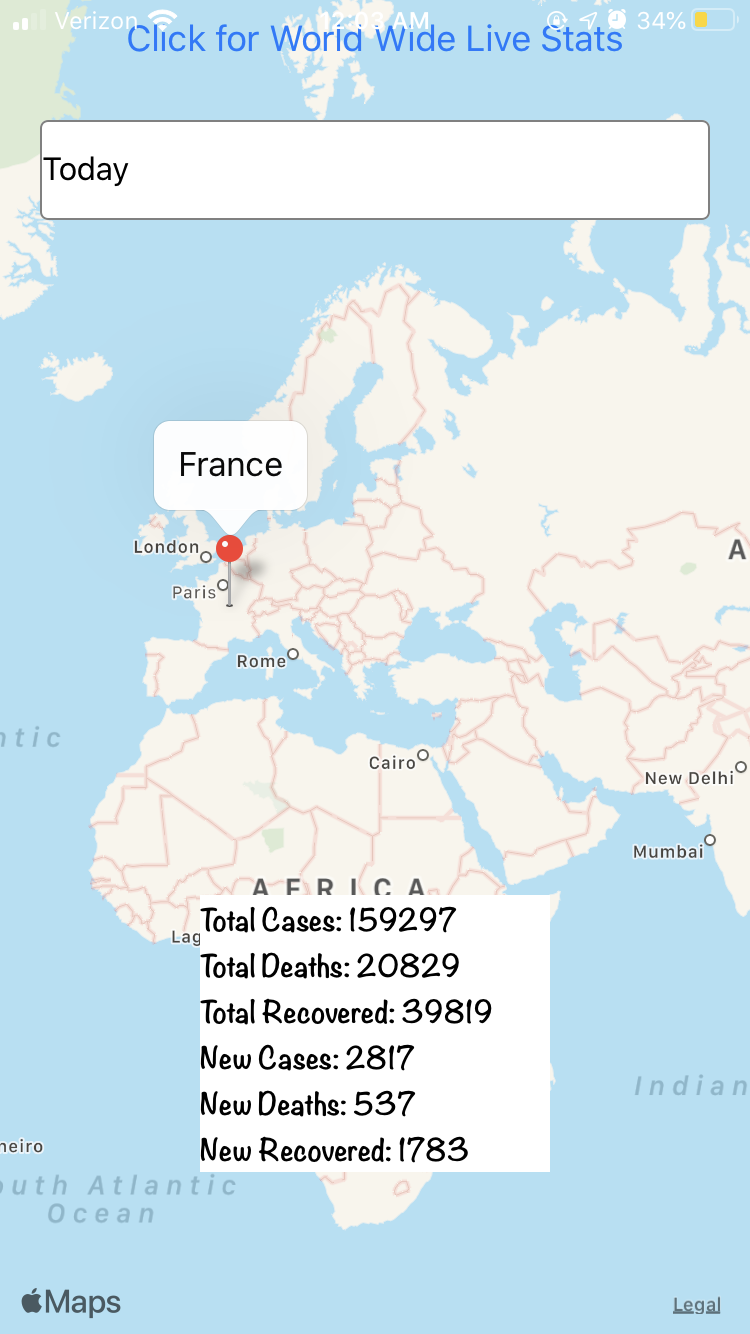 Verizon 12:03 AM 34%
Click for World Wide Live Stats
Today
France
London
Paris
Rome
ntic
Cairo
A
New Delhi
Mumbai
AFRICA
Lag
Total Cases: 159297
Total Deaths: 20829
Total Recovered: 39819
New Cases: 2817
New Deaths: 537
New Recovered: 1783
Indian
neiro
outh Atlantic
Ocean
Maps
Legal